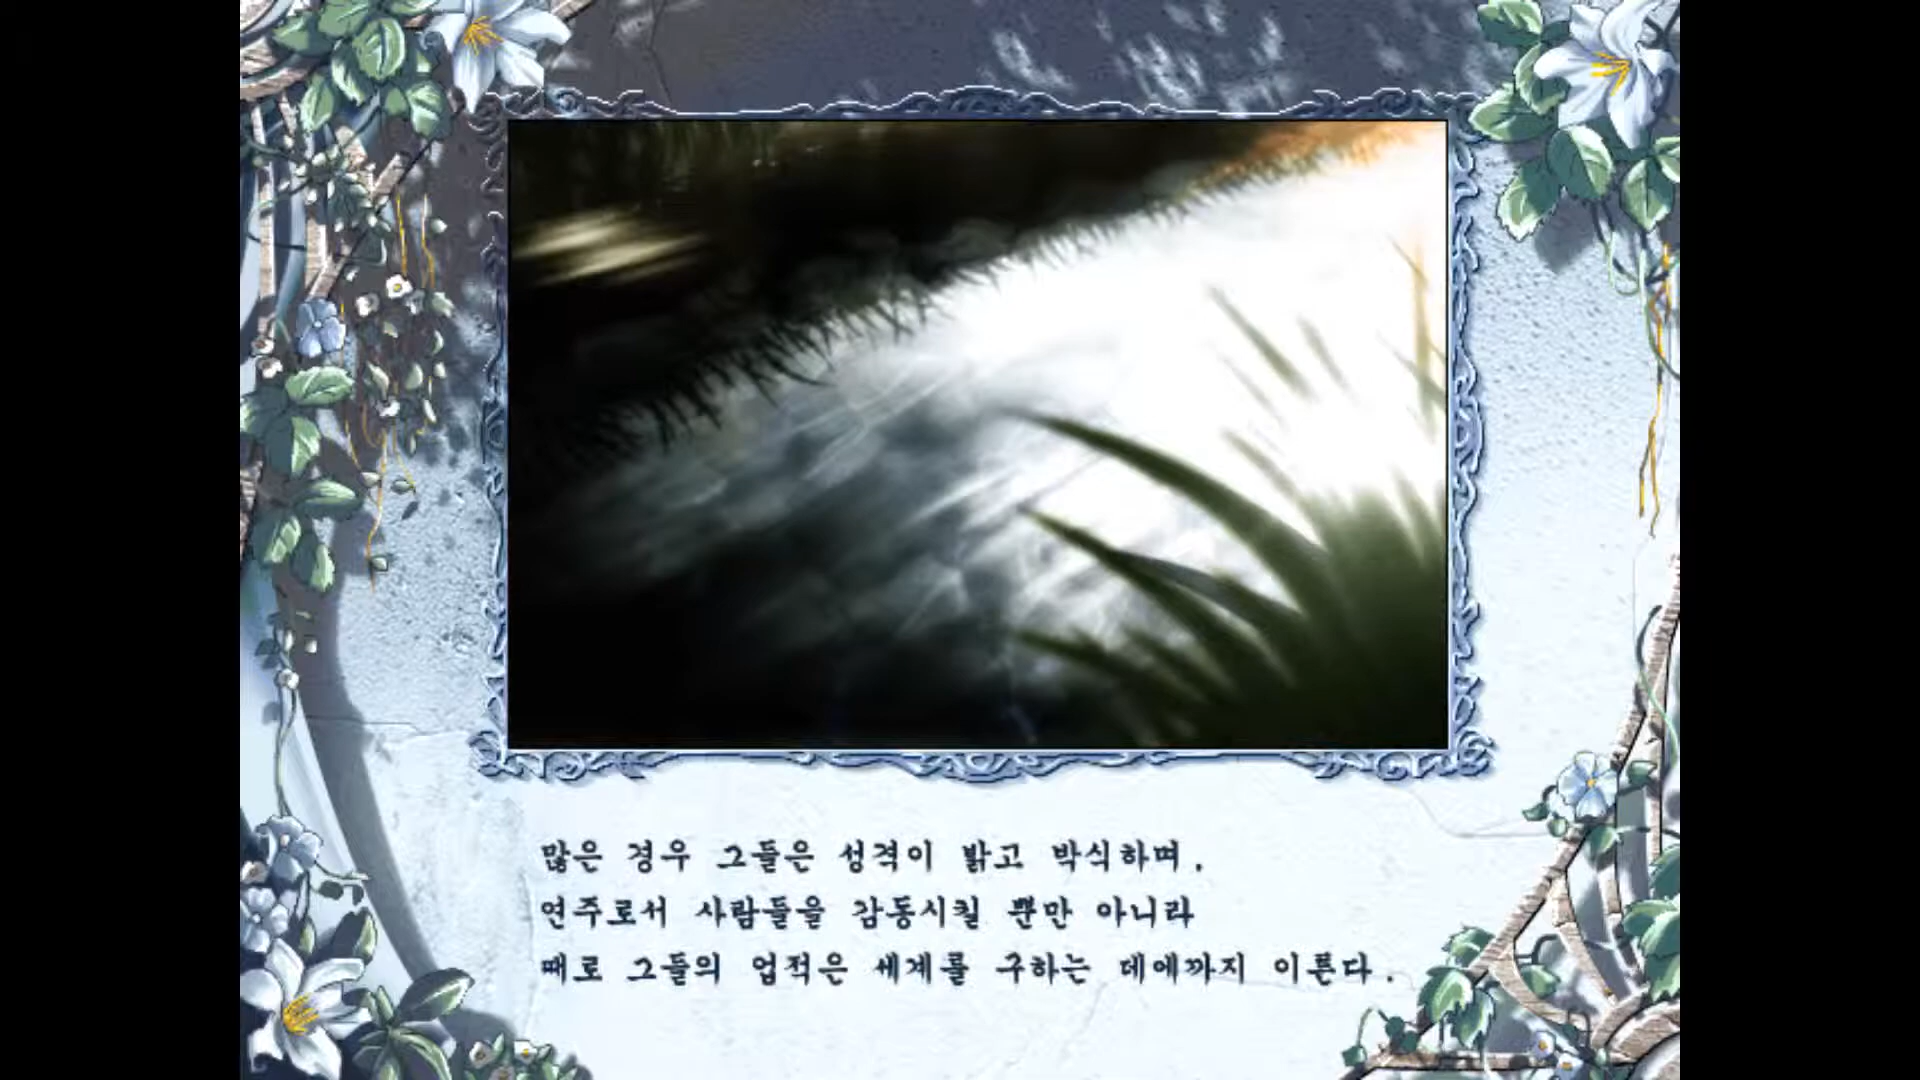 많은 경우 그들은 성격이 밝고 박식하며.
연주로서 사람들을 감동시킬 뿐만 아니라
때로 그들의 업적은 세계를 구하는 데에까지 이른다.